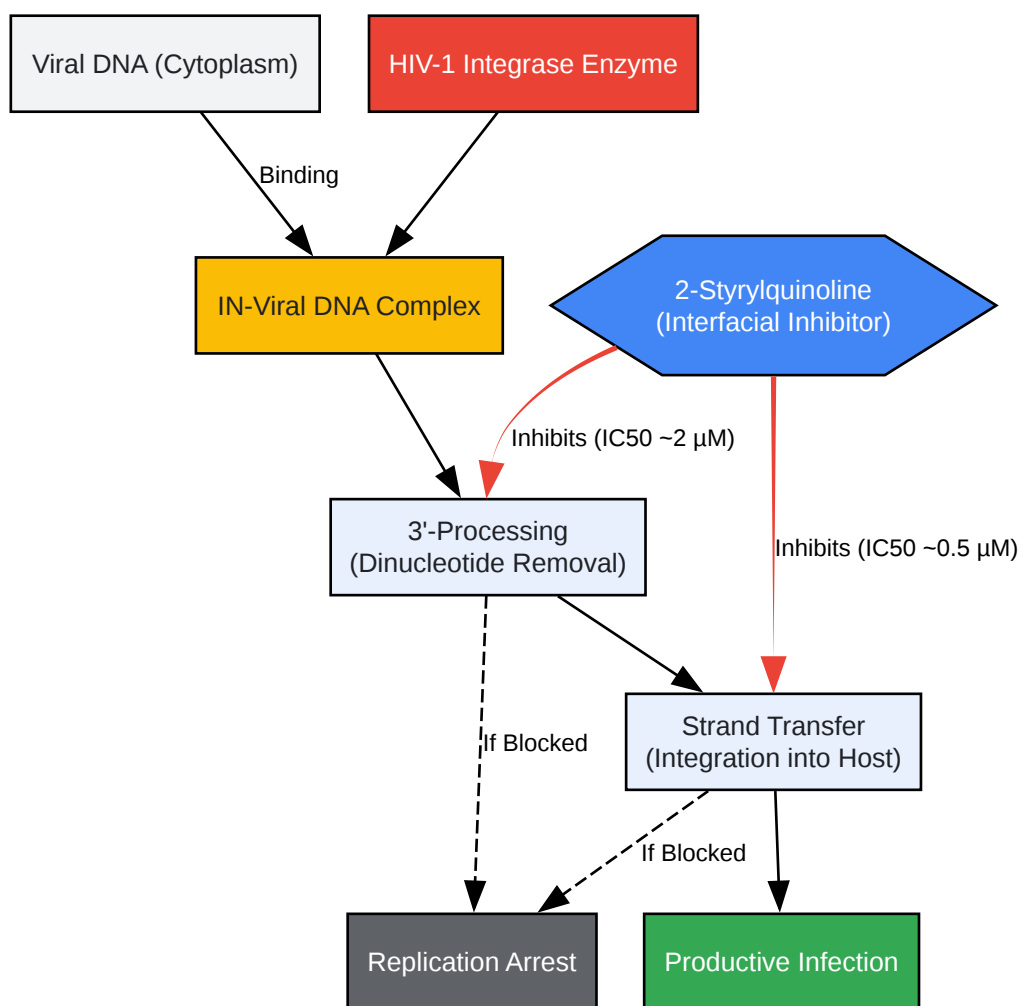 Viral DNA (Cytoplasm)
HIV-1 Integrase Enzyme
Binding
IN-Viral DNA Complex
2-Styrylquinoline
(Interfacial Inhibitor)
Inhibits (IC50 ~2 µM)
3'-Processing
(Dinucleotide Removal)
Inhibits (IC50 ~0.5 µM)
Strand Transfer
(Integration into Host)
If Blocked
If Blocked
Replication Arrest
Productive Infection